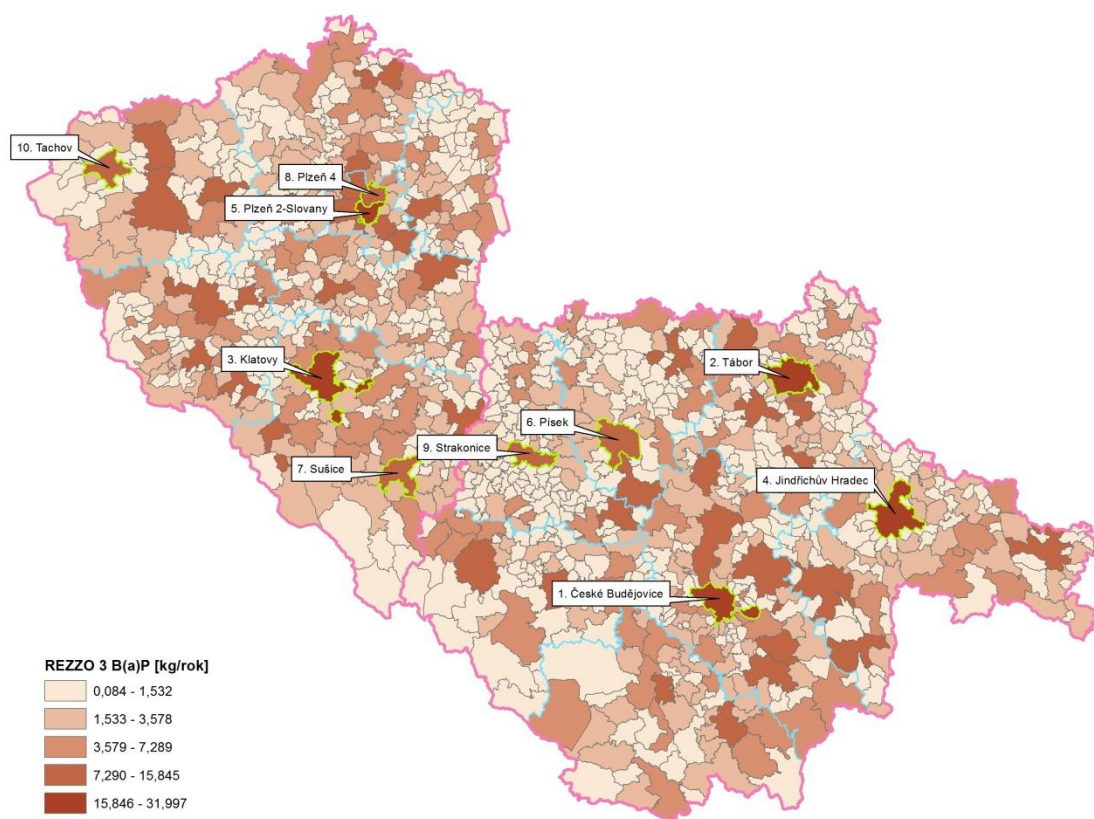 10. Tachov
8. Plzeň 4
5. Plzeň 2-Slovany
3. Klatovy
2. Tábor
6. Písek
9. Strakonice
7. Sušice
4. Jindřichův Hradec
1. České Budějovice
REZZO 3 B(a)P [kg/rok]
0,084 - 1,532
1,533 - 3,578
3,579 - 7,289
7,290 - 15,845
15,846 - 31,997